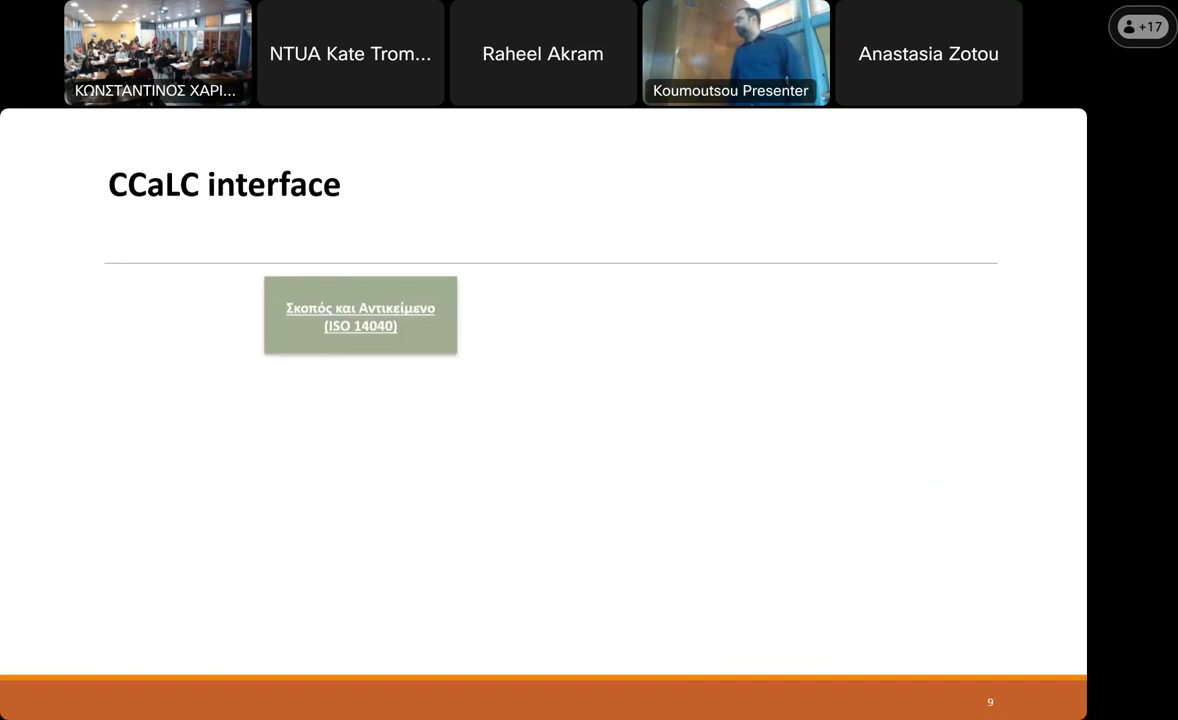 ΚΩΝΣΤΑΝΤΙΝΟΣ ΧΑΡΙ...
NTUA Kate Trom...
Raheel Akram
Koumoutsou Presenter
Anastasia Zotou
+17
CCaLC interface
Σκοπός και Αντικείμενο
(ISO 14040)
9